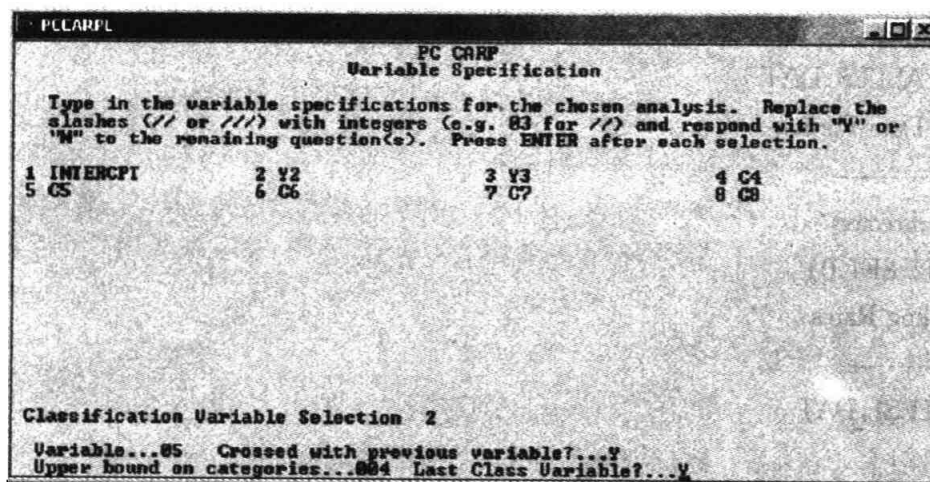 PCCARPL
PC CARP
Variable Specification
Type in the variable specifications for the chosen analysis. Replace the
slashes (// or ///) with integers (e.g. 03 for //) and respond with "Y" or
"N" to the remaining question(s). Press ENTER after each selection.
1 INTERCPT 2 Y2 3 Y3 4 C4
5 C5 6 C6 7 C7 8 C8
Classification Variable Selection 2
Variable...05 Crossed with previous variable?...Y
Upper bound on categories...004 Last Class Variable?...Y